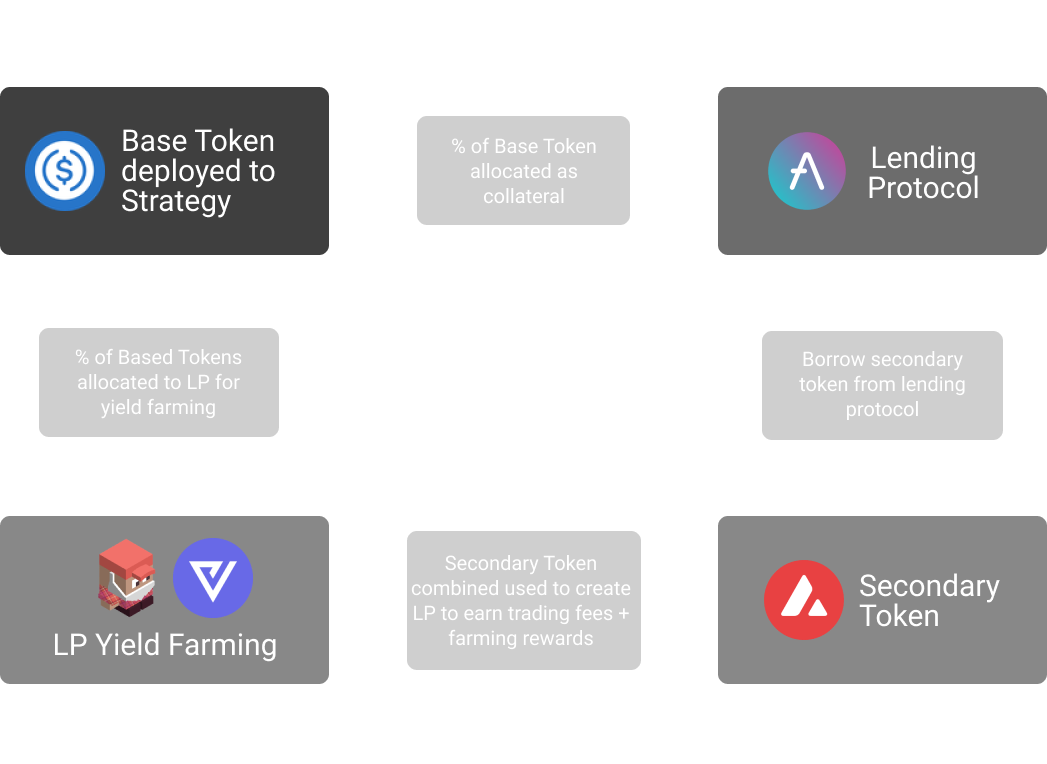 Base Token
deployed to
Strategy
% of Base Token
allocated as
collateral
Lending
Protocol
% of Based Tokens
allocated to LP for
yield farming
Borrow secondary
token from lending
protocol
LP Yield Farming
Secondary Token
combined used to create
LP to earn trading fees +
farming rewards
Secondary
Token